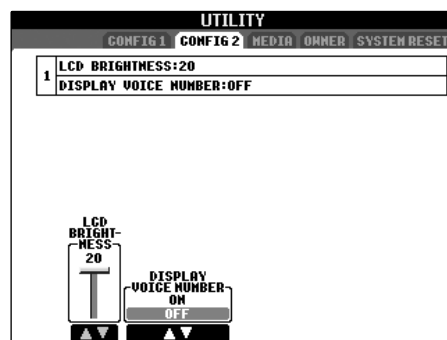 UTILITY
CONFIG 1 CONFIG 2 MEDIA OWNER SYSTEM RESET
1
LCD BRIGHTNESS:20
DISPLAY VOICE NUMBER:OFF
LCD
BRIGHT-
NESS
20
DISPLAY
VOICE NUMBER
ON
OFF